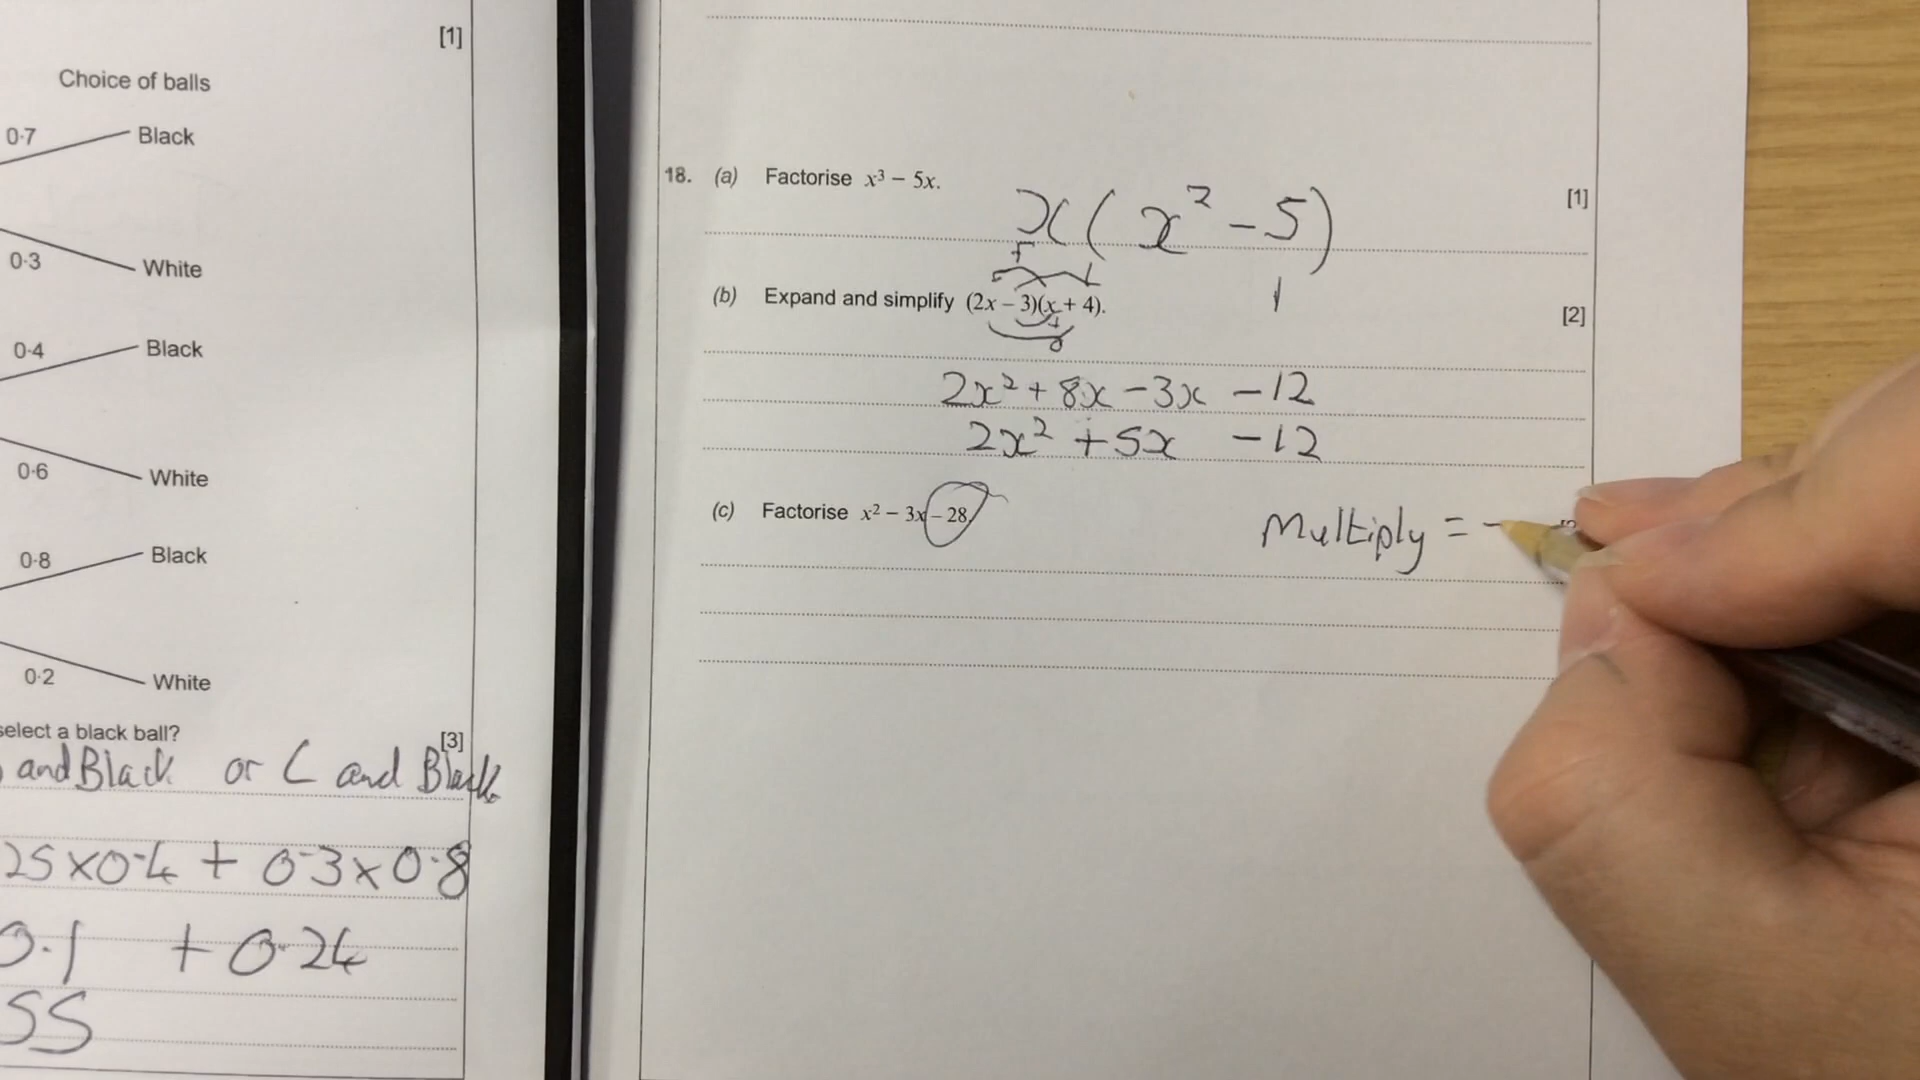 [1]
Choice of balls
0·7
Black
0·3
White
0·4
Black
0·6
White
0·8
Black
0·2
White
select a black ball?
[3]
and Black or C and Black
25 x 0.4 + 0.3 x 0.8
0.1 + 0.24
55
18. (a) Factorise x³ – 5x.
[1]
x(x² - 5)
F
L
(b) Expand and simplify (2x – 3)(x + 4).
[2]
2x² + 8x - 3x - 12
2x² + 5x - 12
(c) Factorise x² – 3x – 28.
Multiply = -